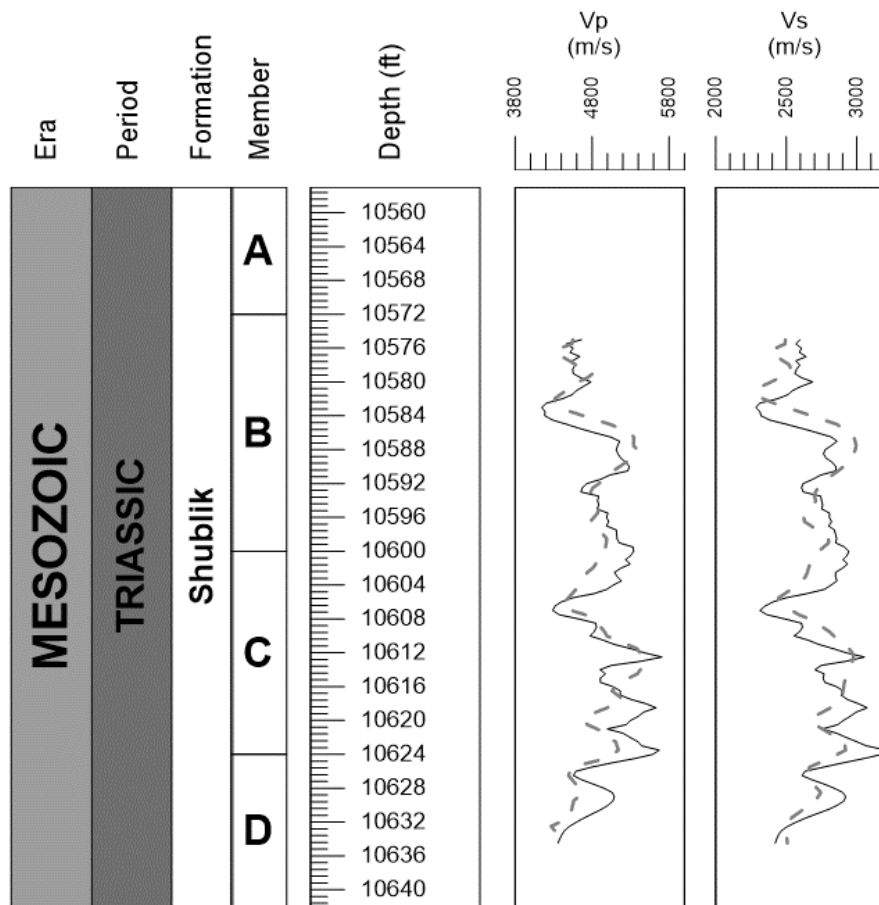 Era
Period
Formation
Member
Depth (ft)
Vp
(m/s)
3800
4800
5800
Vs
(m/s)
2000
2500
3000
MESOZOIC
TRIASSIC
Shublik
A
B
C
D
10560
10564
10568
10572
10576
10580
10584
10588
10592
10596
10600
10604
10608
10612
10616
10620
10624
10628
10632
10636
10640